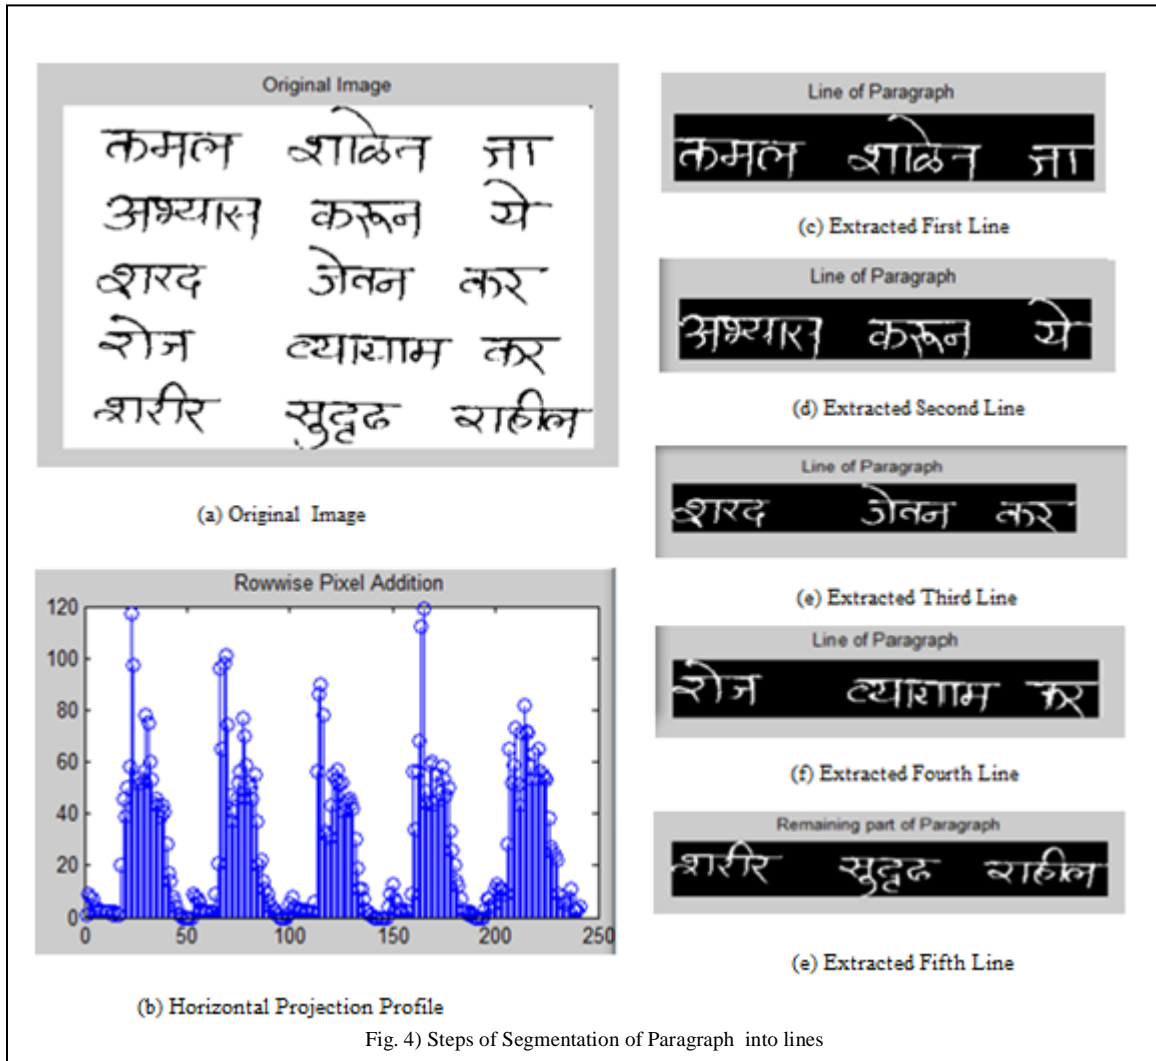 Original Image
कमल शाळेत जा
अभ्यास करून ये
शरद जेवन कर
रोज व्यायाम कर
शरीर सुदृढ राहील
(a) Original Image
Rowwise Pixel Addition
120
100
80
60
40
20
0
0 50 100 150 200 250
(b) Horizontal Projection Profile
Line of Paragraph
कमल शाळेत जा
(c) Extracted First Line
Line of Paragraph
अभ्यास करून ये
(d) Extracted Second Line
Line of Paragraph
शरद जेवन कर
(e) Extracted Third Line
Line of Paragraph
रोज व्यायाम कर
(f) Extracted Fourth Line
Remaining part of Paragraph
शरीर सुदृढ राहील
(e) Extracted Fifth Line
Fig. 4) Steps of Segmentation of Paragraph into lines